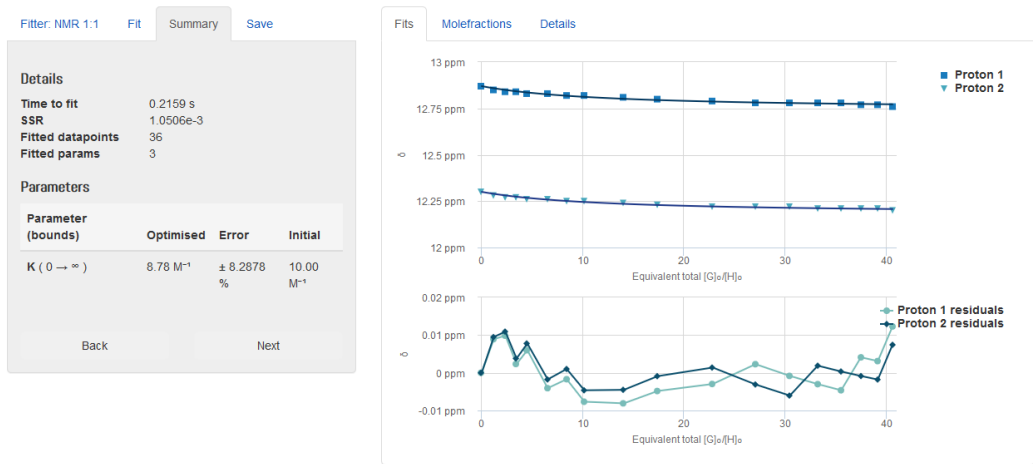 Fitter: NMR 1:1 Fit Summary Save
Details
Time to fit 0.2159 s
SSR 1.0506e-3
Fitted datapoints 36
Fitted params 3
Parameters
Parameter
(bounds) Optimised Error Initial
K ( 0 → ∞ ) 8.78 M⁻¹ ± 8.2878 10.00
% M⁻¹
Back Next
Fits Molefractions Details
13 ppm
12.75 ppm
12.5 ppm
12.25 ppm
12 ppm
δ
0 10 20 30 40
Equivalent total [G]₀/[H]₀
Proton 1
Proton 2
0.02 ppm
0.01 ppm
0 ppm
-0.01 ppm
δ
0 10 20 30 40
Equivalent total [G]₀/[H]₀
Proton 1 residuals
Proton 2 residuals